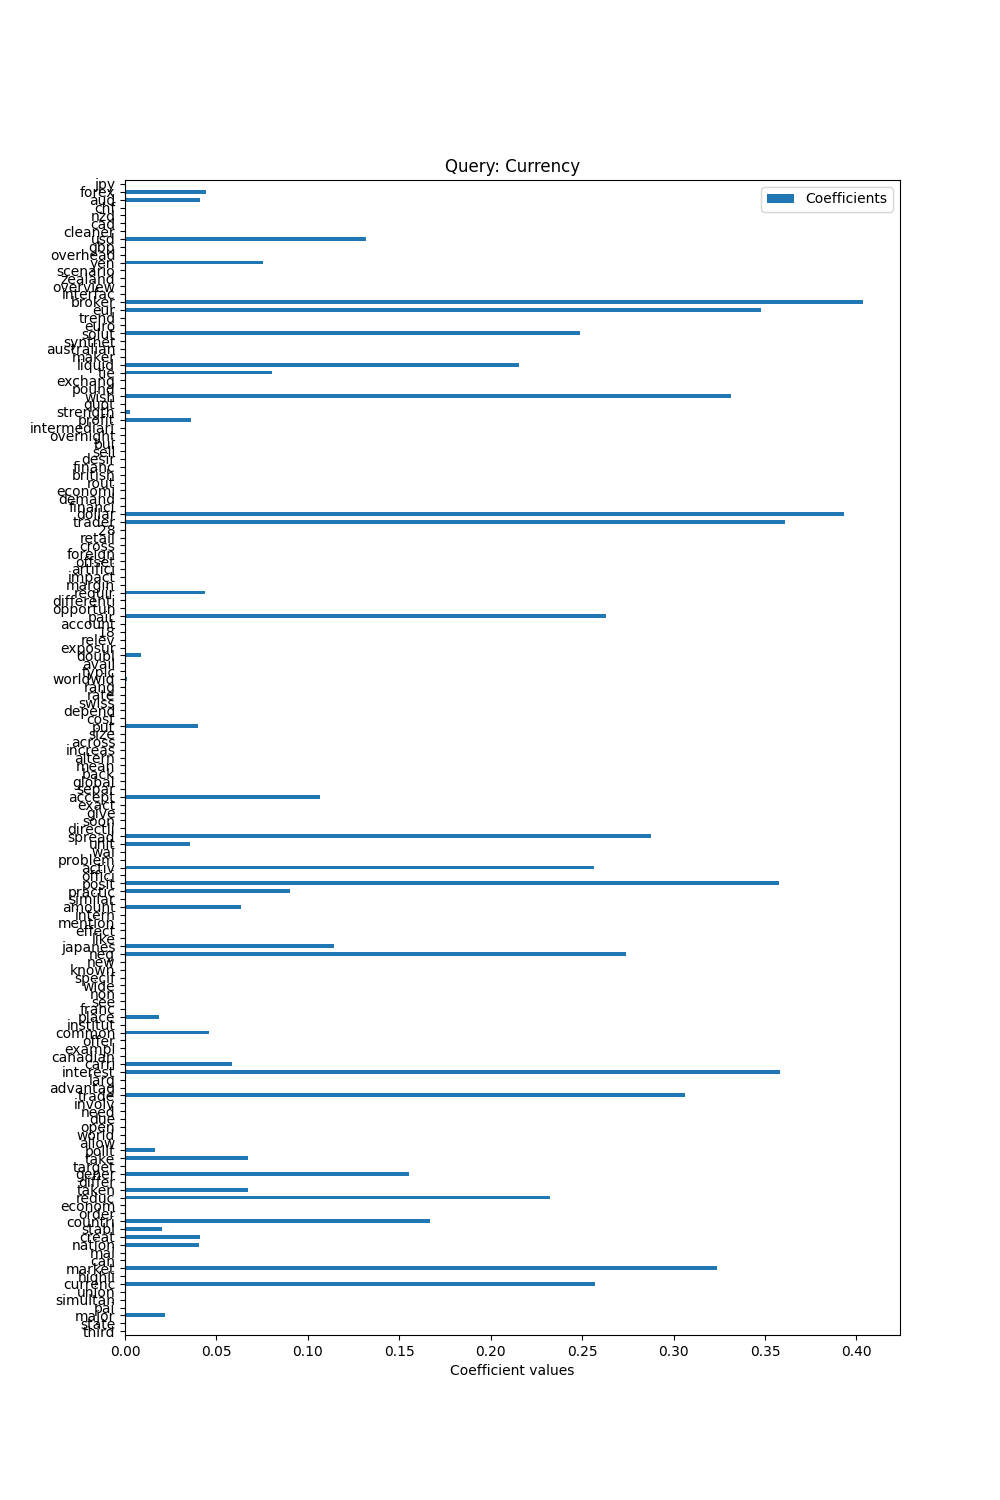 Query: Currency
Coefficients
jpy
forex
aud
chf
nzd
cad
cleaner
usd
gbp
overhead
yen
scenario
zealand
overview
interfac
broker
eur
trend
euro
solut
synthet
australian
maker
liquid
tie
exchang
pound
wish
strength
profit
intermediari
overnight
bui
sell
desir
financ
british
rout
economi
demand
financi
dollar
trader
28
retail
cross
foreign
offset
artifici
impact
margin
requir
differenti
opportun
pair
account
18
relev
exposur
doubl
avail
typic
worldwid
rang
rate
swiss
depend
cost
put
size
across
increas
altern
mean
back
global
separ
accept
exact
give
soon
directli
spread
unit
wai
problem
activ
offici
posit
practic
similar
amount
intern
mention
effect
like
japanes
neg
new
known
specif
wide
non
see
franc
place
institut
common
offer
exampl
canadian
carri
interest
larg
advantag
trade
involv
need
due
open
world
allow
polit
take
target
gener
differ
taken
reduc
econom
order
countri
stabl
creat
nation
mai
can
market
highli
currenc
union
simultan
pai
major
state
third
0.00 0.05 0.10 0.15 0.20 0.25 0.30 0.35 0.40
Coefficient values